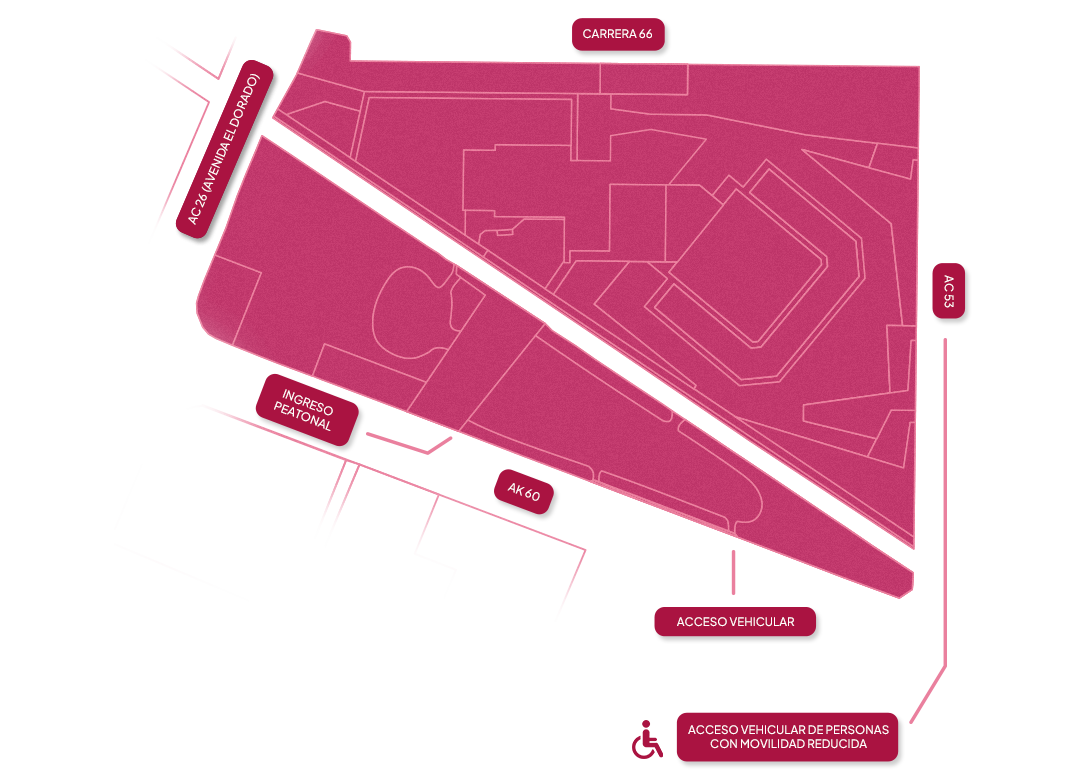 CARRERA 66
AC 26 (AVENIDA EL DORADO)
AC 53
INGRESO
PEATONAL
AK 60
ACCESO VEHICULAR
ACCESO VEHICULAR DE PERSONAS
CON MOVILIDAD REDUCIDA